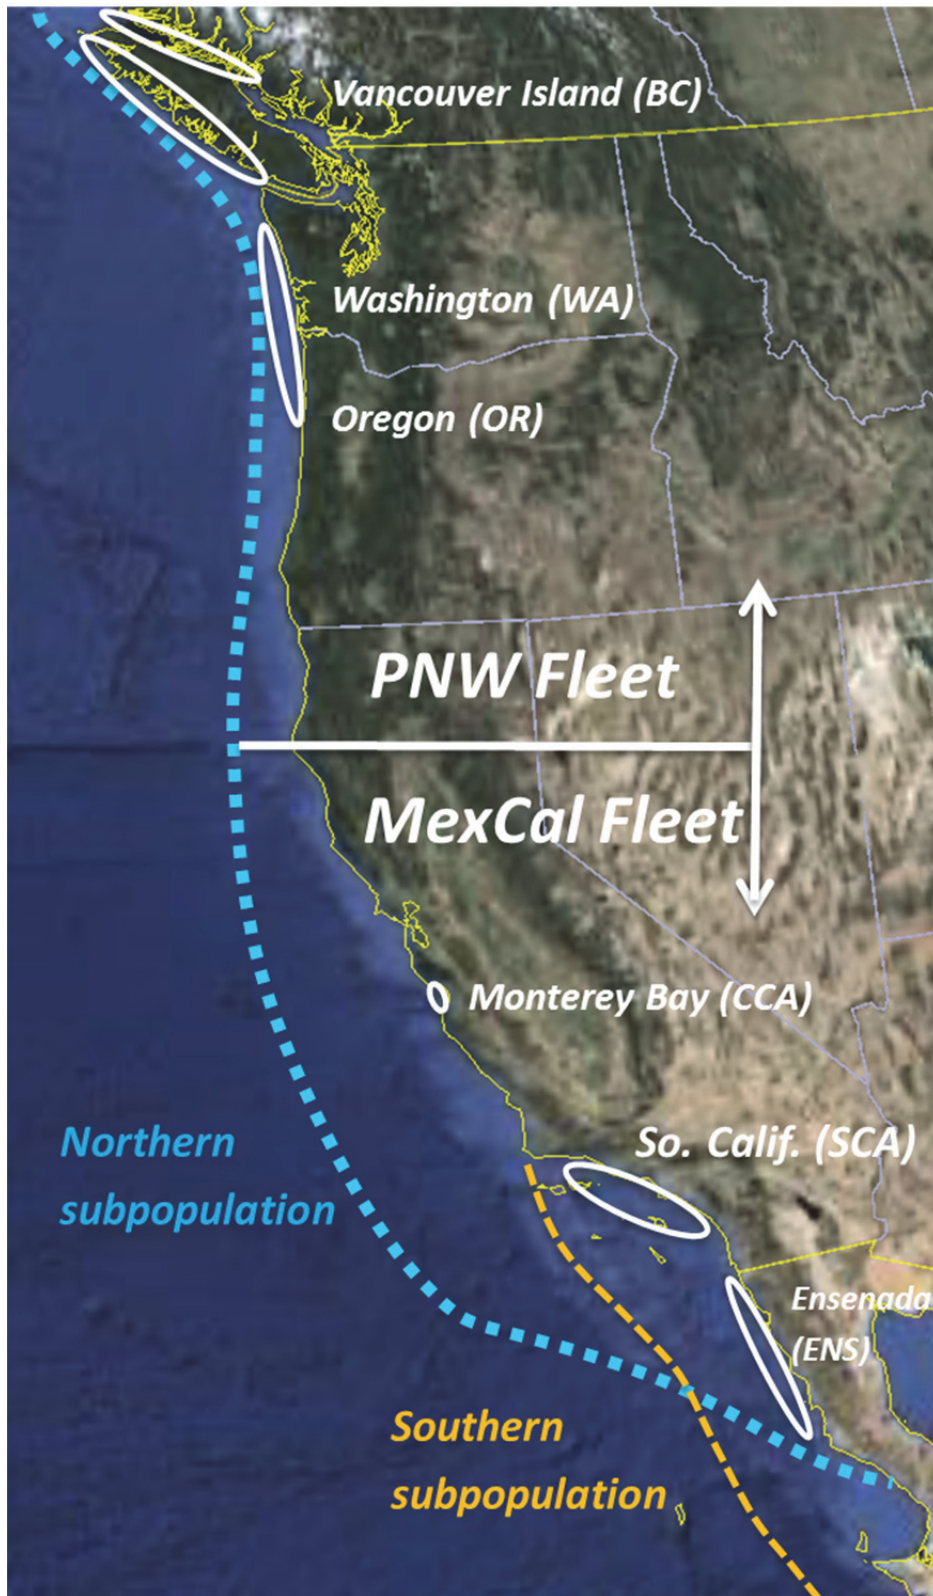 Vancouver Island (BC)
Washington (WA)
Oregon (OR)
PNW Fleet
MexCal Fleet
Monterey Bay (CCA)
Northern
subpopulation
So. Calif. (SCA)
Ensenada
(ENS)
Southern
subpopulation